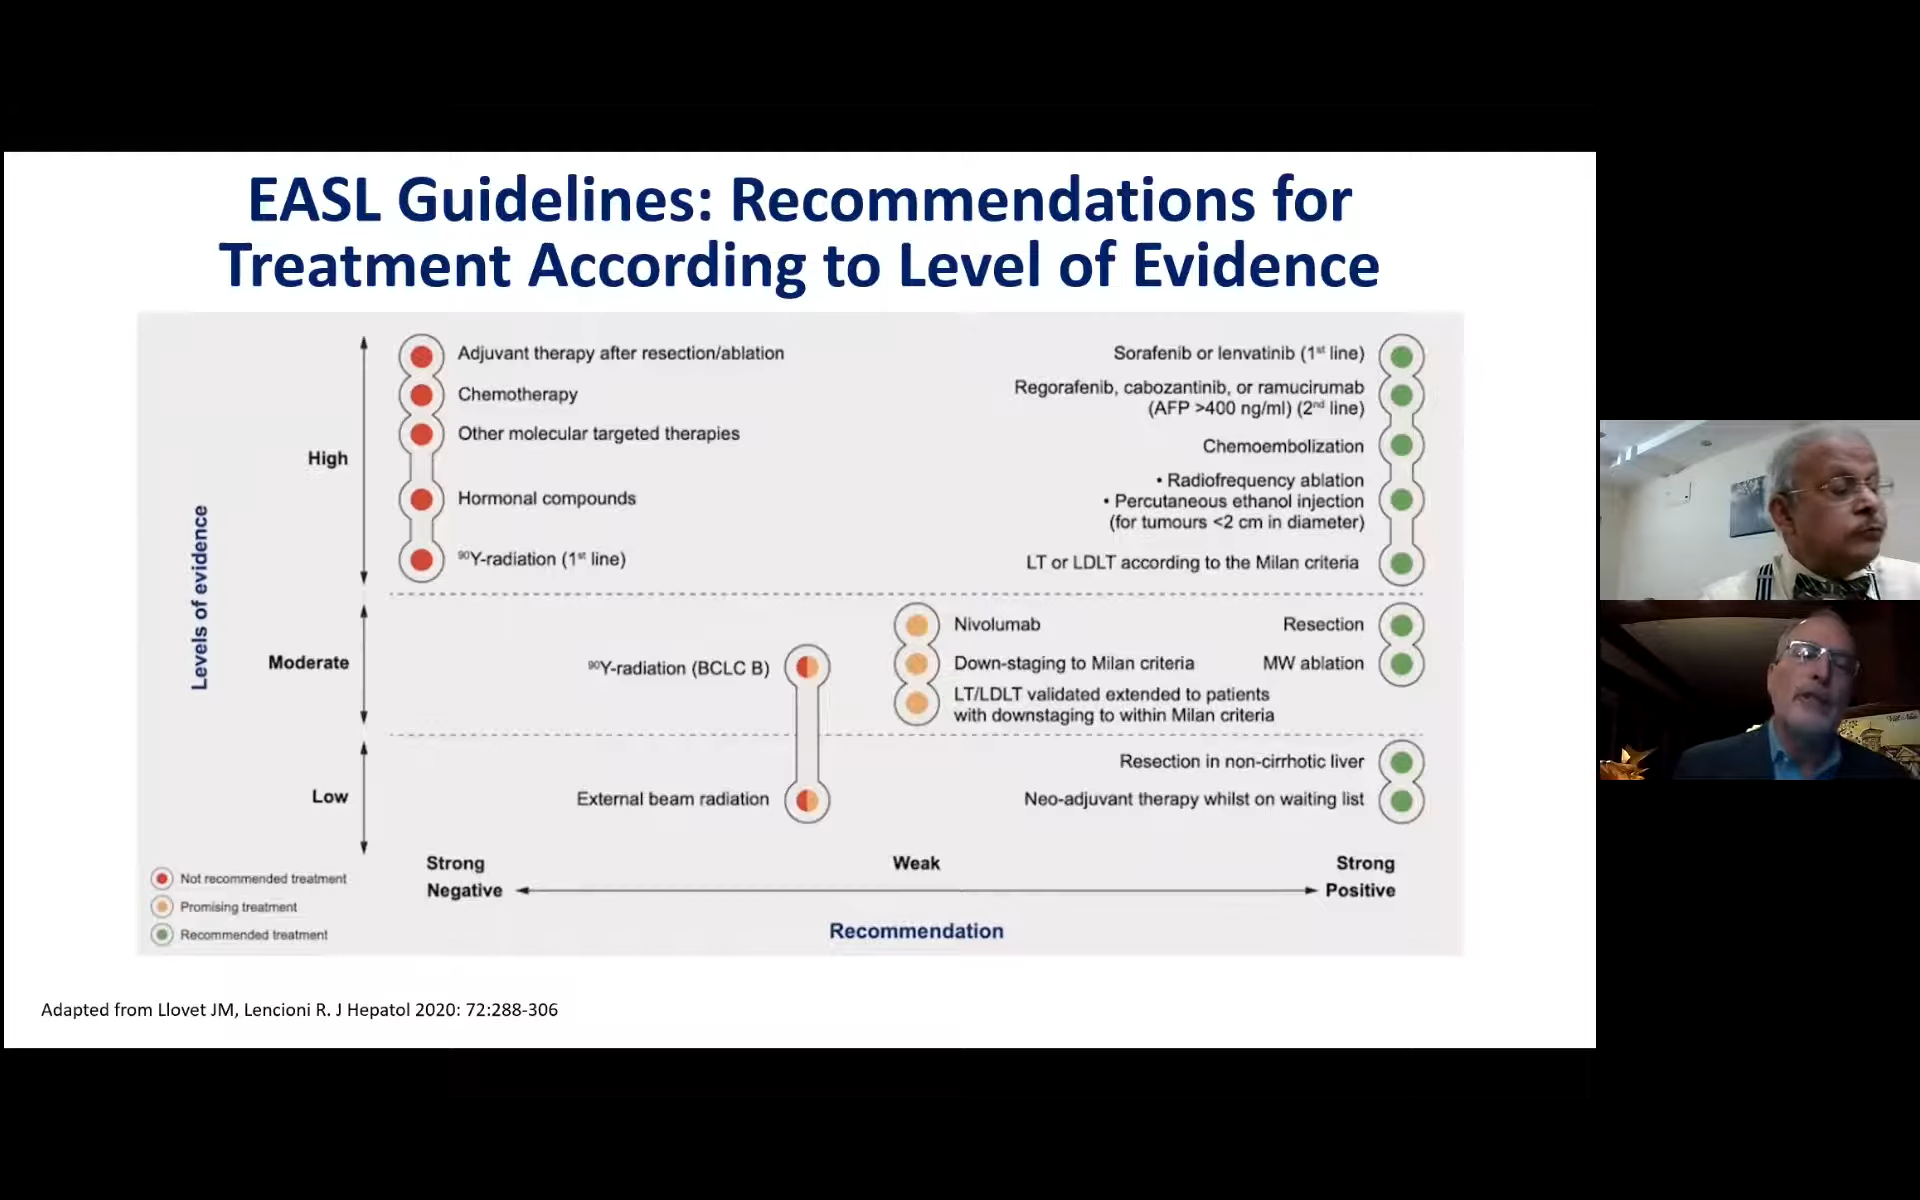 EASL Guidelines: Recommendations for
Treatment According to Level of Evidence
Levels of evidence
High
Adjuvant therapy after resection/ablation
Chemotherapy
Other molecular targeted therapies
Hormonal compounds
⁹⁰Y-radiation (1ˢᵗ line)
Sorafenib or lenvatinib (1ˢᵗ line)
Regorafenib, cabozantinib, or ramucirumab
(AFP >400 ng/ml) (2ⁿᵈ line)
Chemoembolization
• Radiofrequency ablation
• Percutaneous ethanol injection
(for tumours <2 cm in diameter)
LT or LDLT according to the Milan criteria
Moderate
⁹⁰Y-radiation (BCLC B)
Nivolumab
Down-staging to Milan criteria
LT/LDLT validated extended to patients
with downstaging to within Milan criteria
Resection
MW ablation
Low
External beam radiation
Resection in non-cirrhotic liver
Neo-adjuvant therapy whilst on waiting list
Strong
Negative
Weak
Strong
Positive
Recommendation
Not recommended treatment
Promising treatment
Recommended treatment
Adapted from Llovet JM, Lencioni R. J Hepatol 2020: 72:288-306